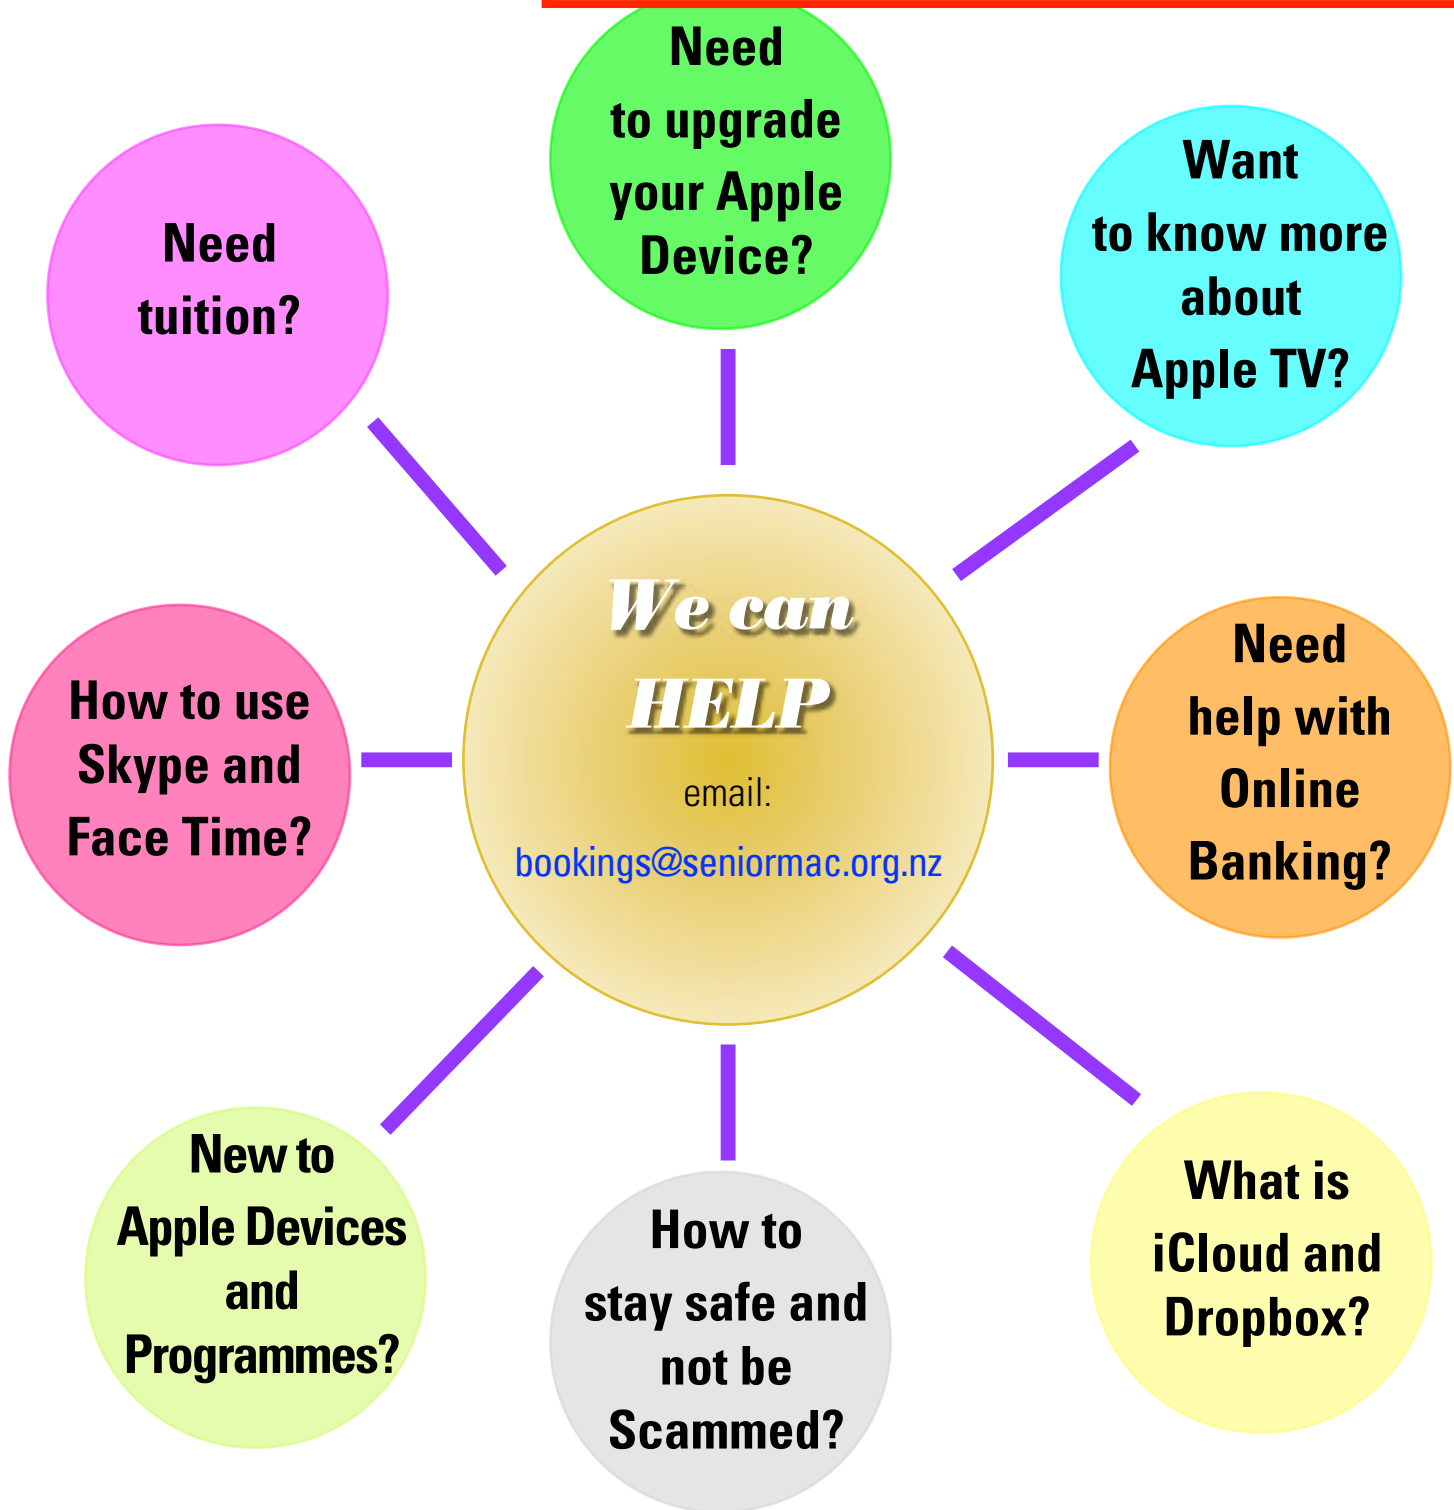 Need
to upgrade
your Apple
Device?
Want
to know more
about
Apple TV?
Need
tuition?
We can
HELP
email:
bookings@seniormac.org.nz
Need
help with
Online
Banking?
How to use
Skype and
Face Time?
New to
Apple Devices
and
Programmes?
How to
stay safe and
not be
Scammed?
What is
iCloud and
Dropbox?